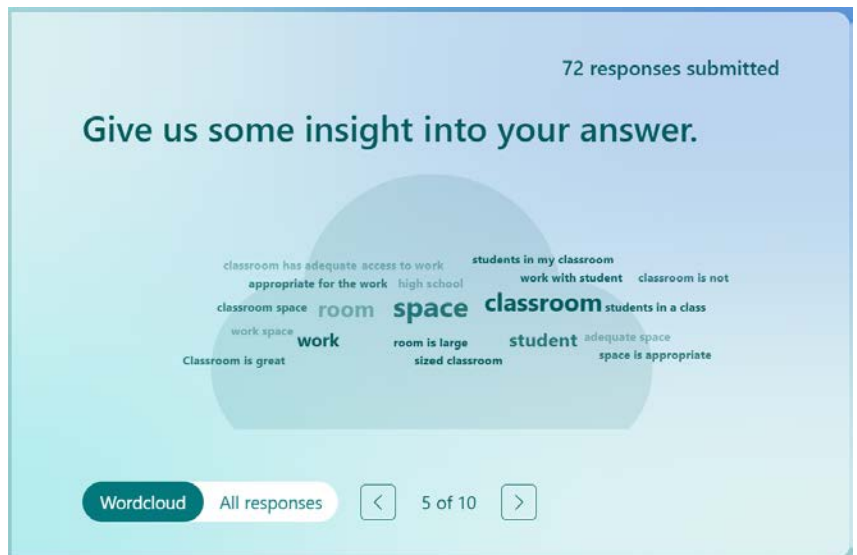 72 responses submitted
Give us some insight into your answer.
classroom has adequate access to work students in my classroom
appropriate for the work high school work with student classroom is not
classroom space room space classroom students in a class
work space work room is large student adequate space
Classroom is great sized classroom space is appropriate
Wordcloud All responses 5 of 10